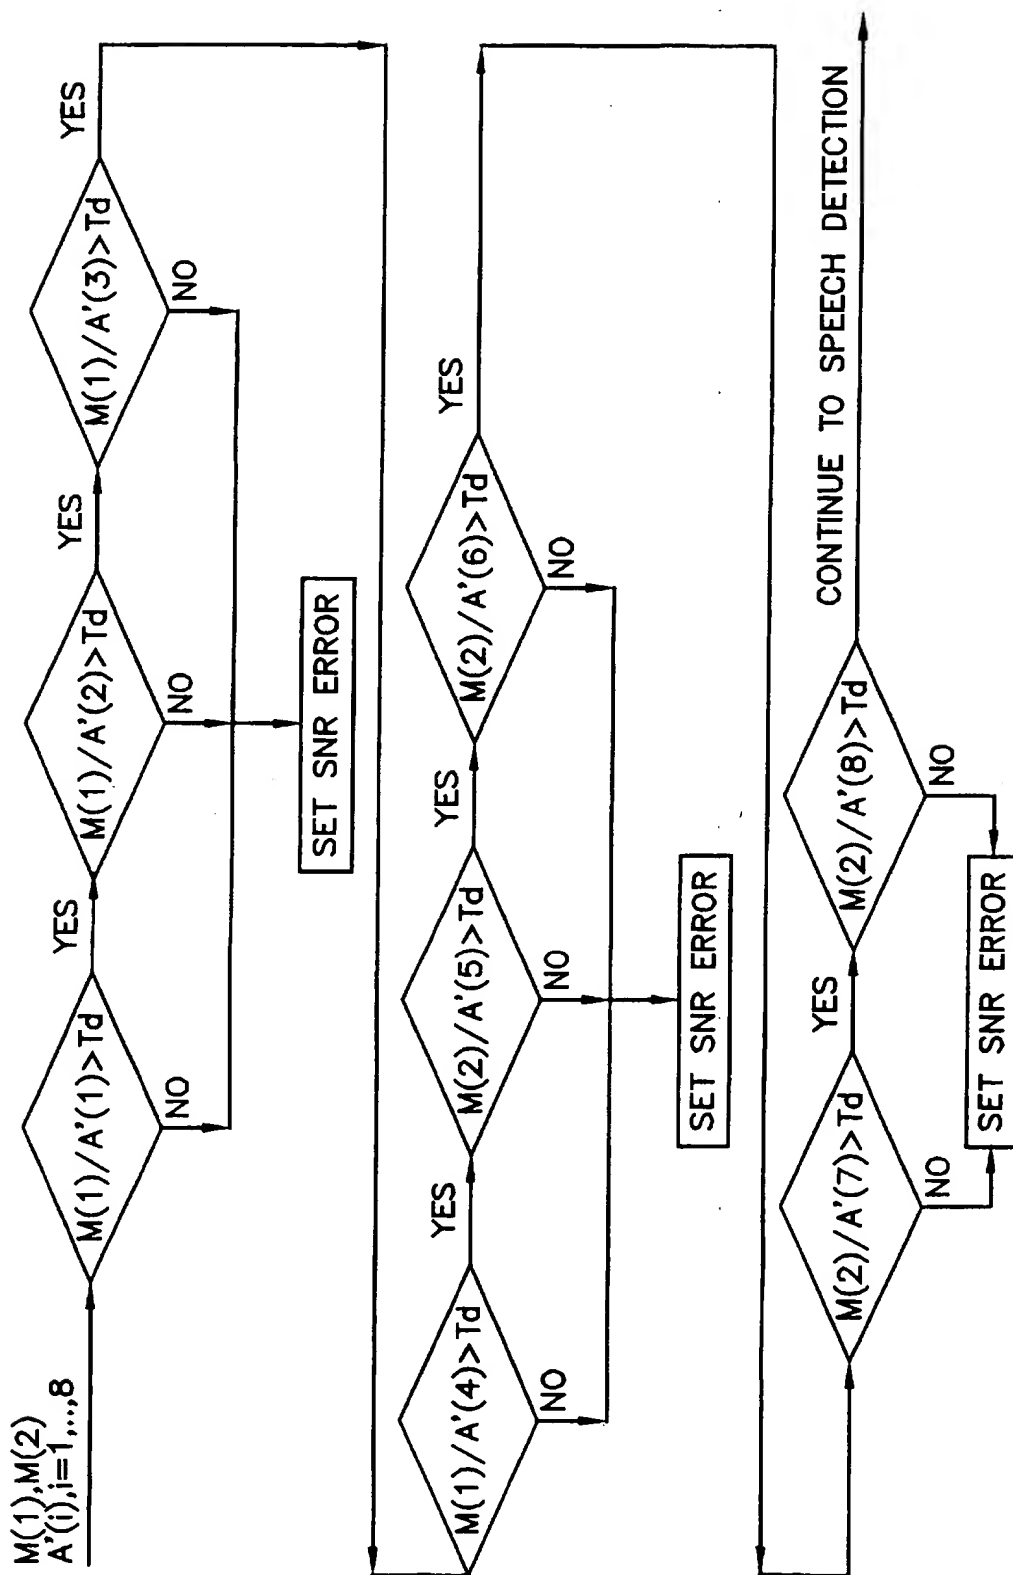 M(1),M(2)
A'(i),i=1,...,8
M(1)/A'(1)>Td
YES
NO
M(1)/A'(2)>Td
YES
NO
M(1)/A'(3)>Td
YES
NO
SET SNR ERROR
M(1)/A'(4)>Td
YES
NO
M(2)/A'(5)>Td
YES
NO
M(2)/A'(6)>Td
YES
NO
SET SNR ERROR
M(2)/A'(7)>Td
YES
NO
M(2)/A'(8)>Td
NO
CONTINUE TO SPEECH DETECTION
SET SNR ERROR